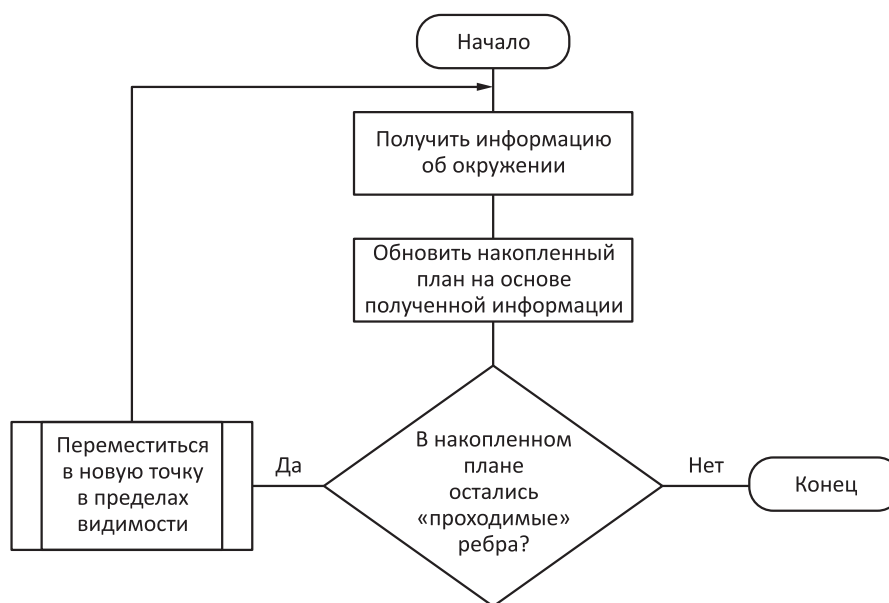 Начало
Получить информацию
об окружении
Обновить накопленный
план на основе
полученной информации
В накопленном
плане
остались
«проходимые»
ребра?
Да
Нет
Переместиться
в новую точку
в пределах
видимости
Конец